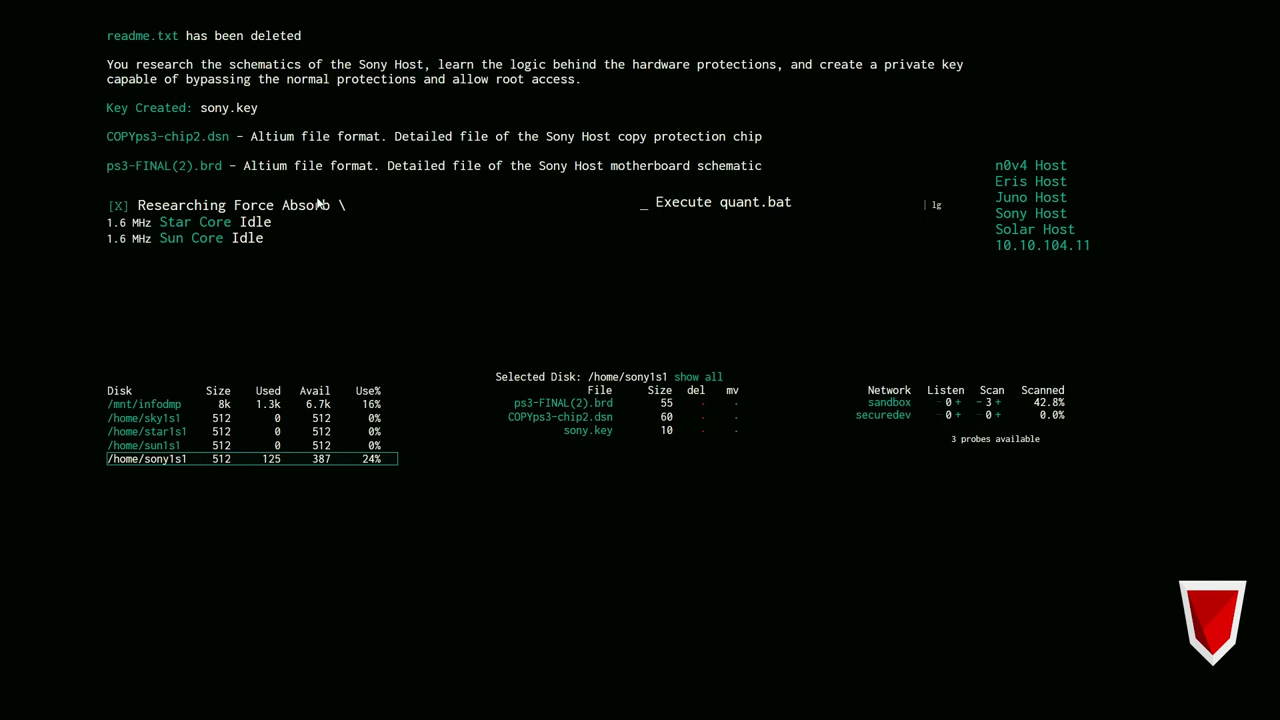 readme.txt has been deleted
You research the schematics of the Sony Host, learn the logic behind the hardware protections, and create a private key
capable of bypassing the normal protections and allow root access.
Key Created: sony.key
COPYps3-chip2.dsn - Altium file format. Detailed file of the Sony Host copy protection chip
ps3-FINAL(2).brd - Altium file format. Detailed file of the Sony Host motherboard schematic
[X] Researching Force Absorb \
1.6 MHz Star Core Idle
1.6 MHz Sun Core Idle
_ Execute quant.bat
| lg
n0v4 Host
Eris Host
Juno Host
Sony Host
Solar Host
10.10.104.11
Disk Size Used Avail Use%
/mnt/infodmp 8k 1.3k 6.7k 16%
/home/sky1s1 512 0 512 0%
/home/star1s1 512 0 512 0%
/home/sun1s1 512 0 512 0%
/home/sony1s1 512 125 387 24%
Selected Disk: /home/sony1s1 show all
File Size del mv
ps3-FINAL(2).brd 55 . .
COPYps3-chip2.dsn 60 . .
sony.key 10 . .
Network Listen Scan Scanned
sandbox - 0 + - 3 + 42.8%
securedev - 0 + - 0 + 0.0%
3 probes available